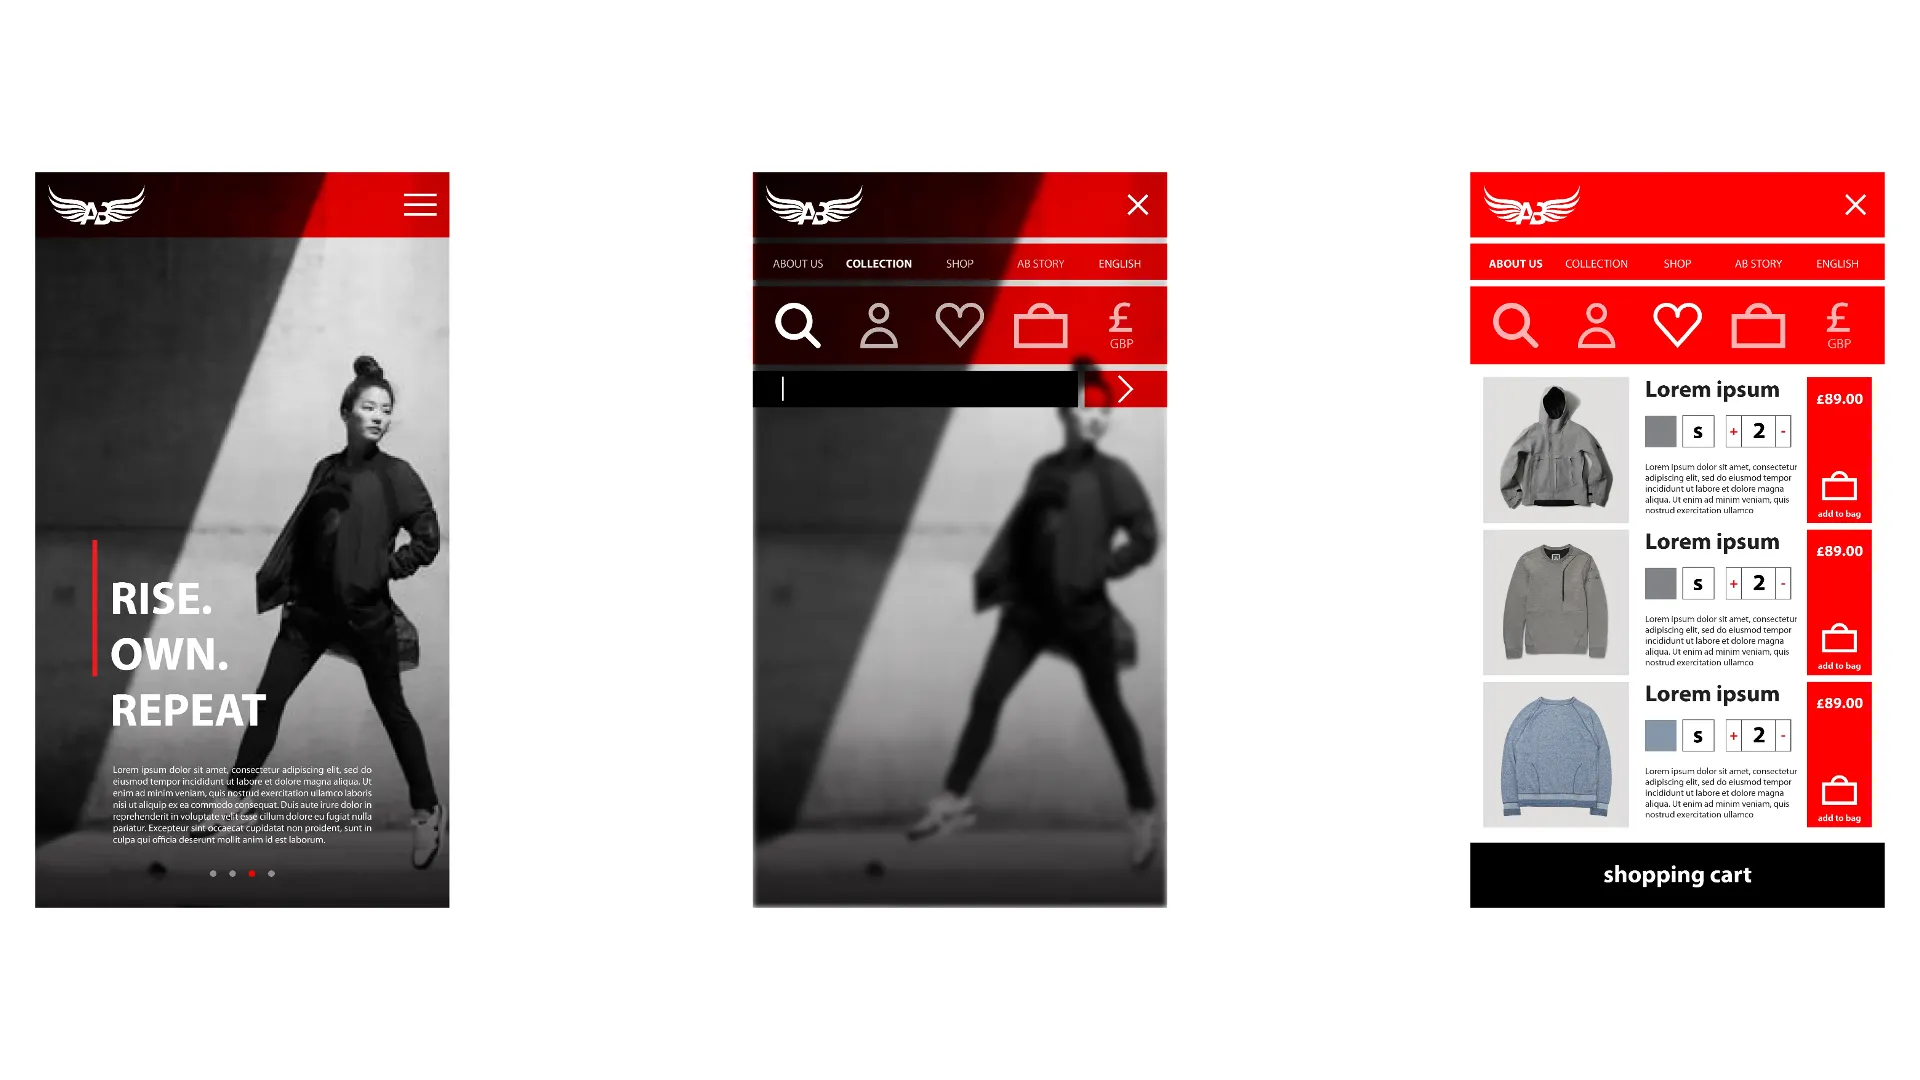 AB
RISE.
OWN.
REPEAT
Lorem ipsum dolor sit amet, consectetur adipiscing elit, sed do
eiusmod tempor incididunt ut labore et dolore magna aliqua. Ut
enim ad minim veniam, quis nostrud exercitation ullamco laboris
nisi ut aliquip ex ea commodo consequat. Duis aute irure dolor in
reprehenderit in voluptate velit esse cillum dolore eu fugiat nulla
pariatur. Excepteur sint occaecat cupidatat non proident, sunt in
culpa qui officia deserunt mollit anim id est laborum.
AB
ABOUT US COLLECTION SHOP AB STORY ENGLISH
£
GBP
AB
ABOUT US COLLECTION SHOP AB STORY ENGLISH
£
GBP
Lorem ipsum
£89.00
s + 2 -
Lorem ipsum dolor sit amet, consectetur
adipiscing elit, sed do eiusmod tempor
incididunt ut labore et dolore magna
aliqua. Ut enim ad minim veniam, quis
nostrud exercitation ullamco
add to bag
Lorem ipsum
£89.00
s + 2 -
Lorem ipsum dolor sit amet, consectetur
adipiscing elit, sed do eiusmod tempor
incididunt ut labore et dolore magna
aliqua. Ut enim ad minim veniam, quis
nostrud exercitation ullamco
add to bag
Lorem ipsum
£89.00
s + 2 -
Lorem ipsum dolor sit amet, consectetur
adipiscing elit, sed do eiusmod tempor
incididunt ut labore et dolore magna
aliqua. Ut enim ad minim veniam, quis
nostrud exercitation ullamco
add to bag
shopping cart